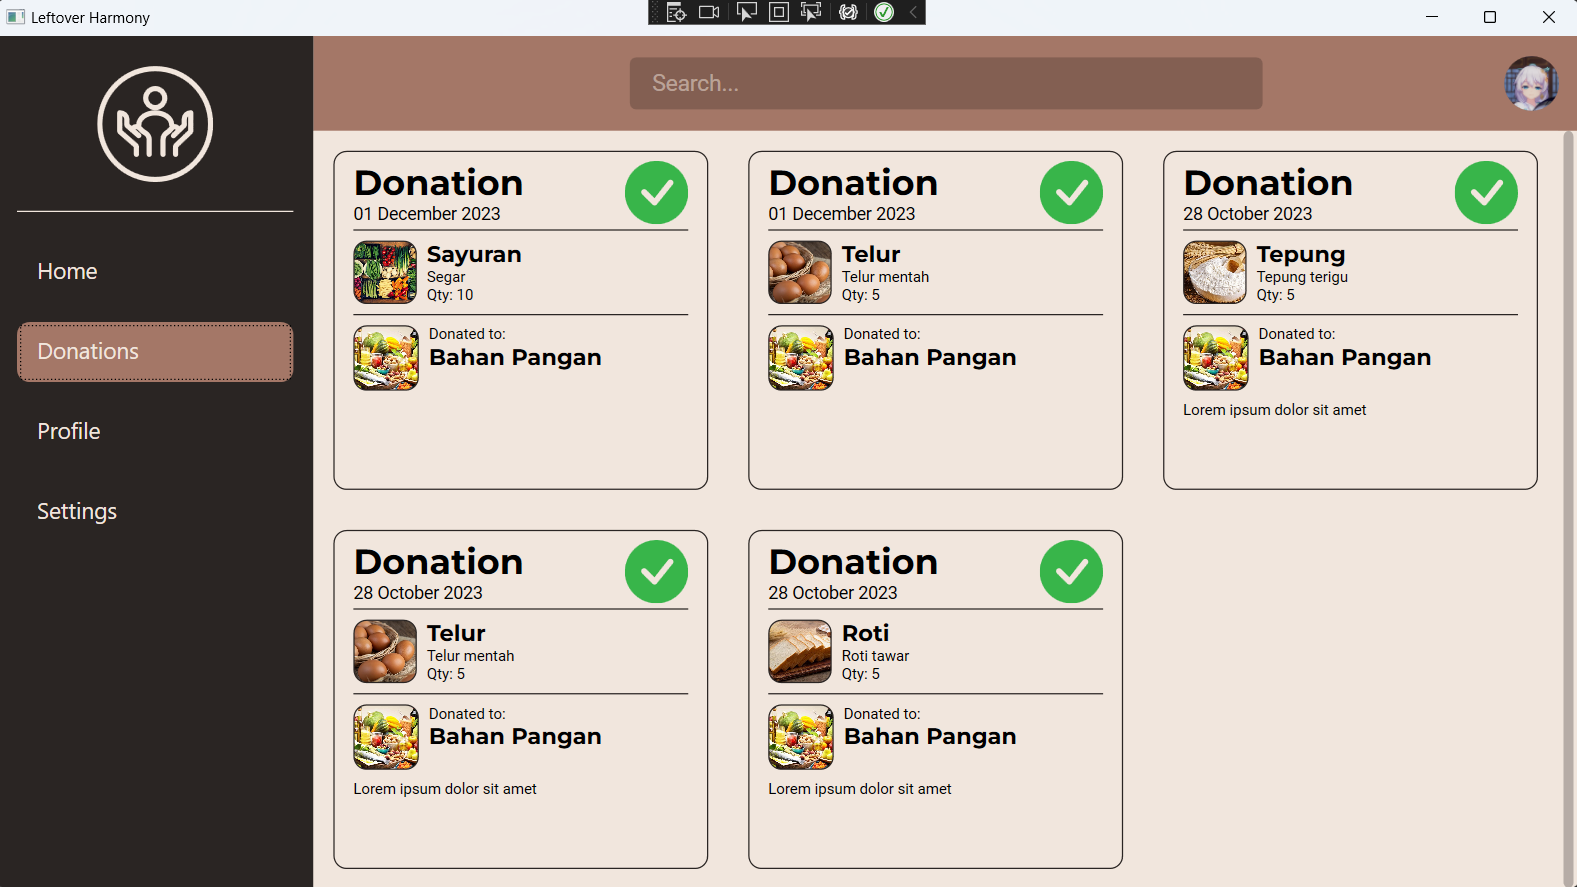 Leftover Harmony
Search...
Home
Donations
Profile
Settings
Donation
01 December 2023
Sayuran
Segar
Qty: 10
Donated to:
Bahan Pangan
Donation
01 December 2023
Telur
Telur mentah
Qty: 5
Donated to:
Bahan Pangan
Donation
28 October 2023
Tepung
Tepung terigu
Qty: 5
Donated to:
Bahan Pangan
Lorem ipsum dolor sit amet
Donation
28 October 2023
Telur
Telur mentah
Qty: 5
Donated to:
Bahan Pangan
Lorem ipsum dolor sit amet
Donation
28 October 2023
Roti
Roti tawar
Qty: 5
Donated to:
Bahan Pangan
Lorem ipsum dolor sit amet